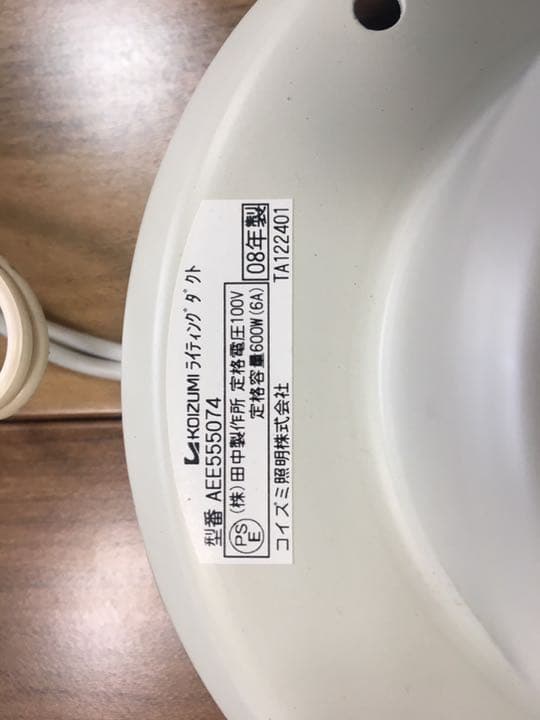 KOIZUMI ライティングダクト
型番 AEE555074
PS E (株)田中製作所 定格電圧100V
定格容量600W(6A)
08年製
コイズミ照明株式会社 TA122401